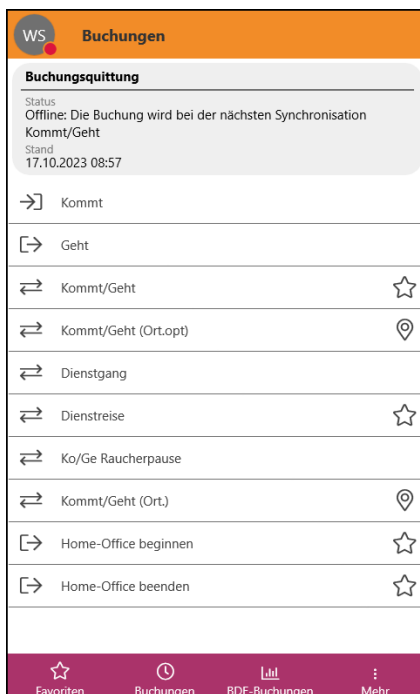 WS
Buchungen
Buchungsquittung
Status
Offline: Die Buchung wird bei der nächsten Synchronisation
Kommt/Geht
Stand
17.10.2023 08:57
Kommt
Geht
Kommt/Geht
Kommt/Geht (Ort.opt)
Dienstgang
Dienstreise
Ko/Ge Raucherpause
Kommt/Geht (Ort.)
Home-Office beginnen
Home-Office beenden
Favoriten Buchungen BDE-Buchungen Mehr